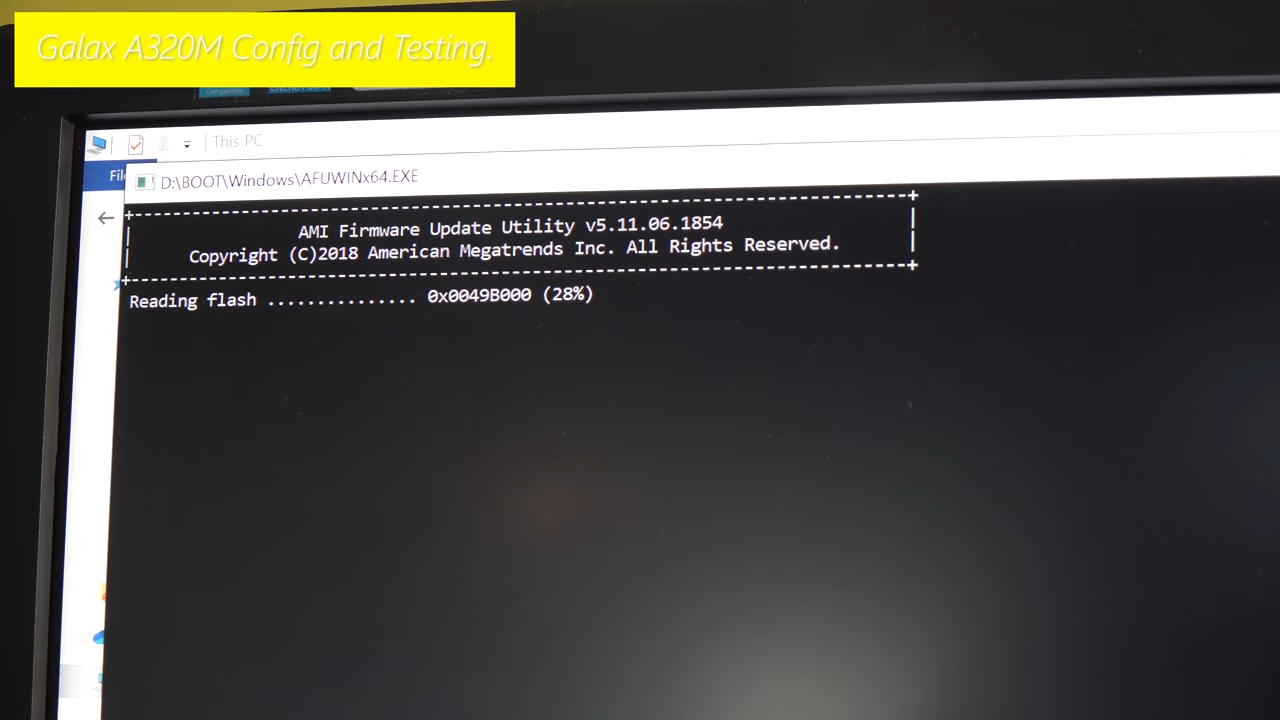 Galax A320M Config and Testing.
This PC
D:\BOOT\Windows\AFUWINx64.EXE
AMI Firmware Update Utility v5.11.06.1854
Copyright (C)2018 American Megatrends Inc. All Rights Reserved.
Reading flash ............... 0x0049B000 (28%)